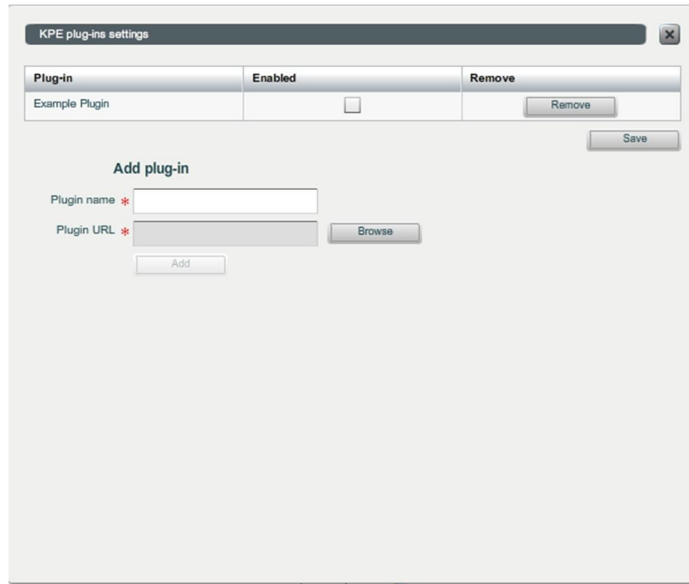 KPE plug-ins settings
Plug-in Enabled Remove
Example Plugin Remove
Save
Add plug-in
Plugin name *
Plugin URL * Browse
Add